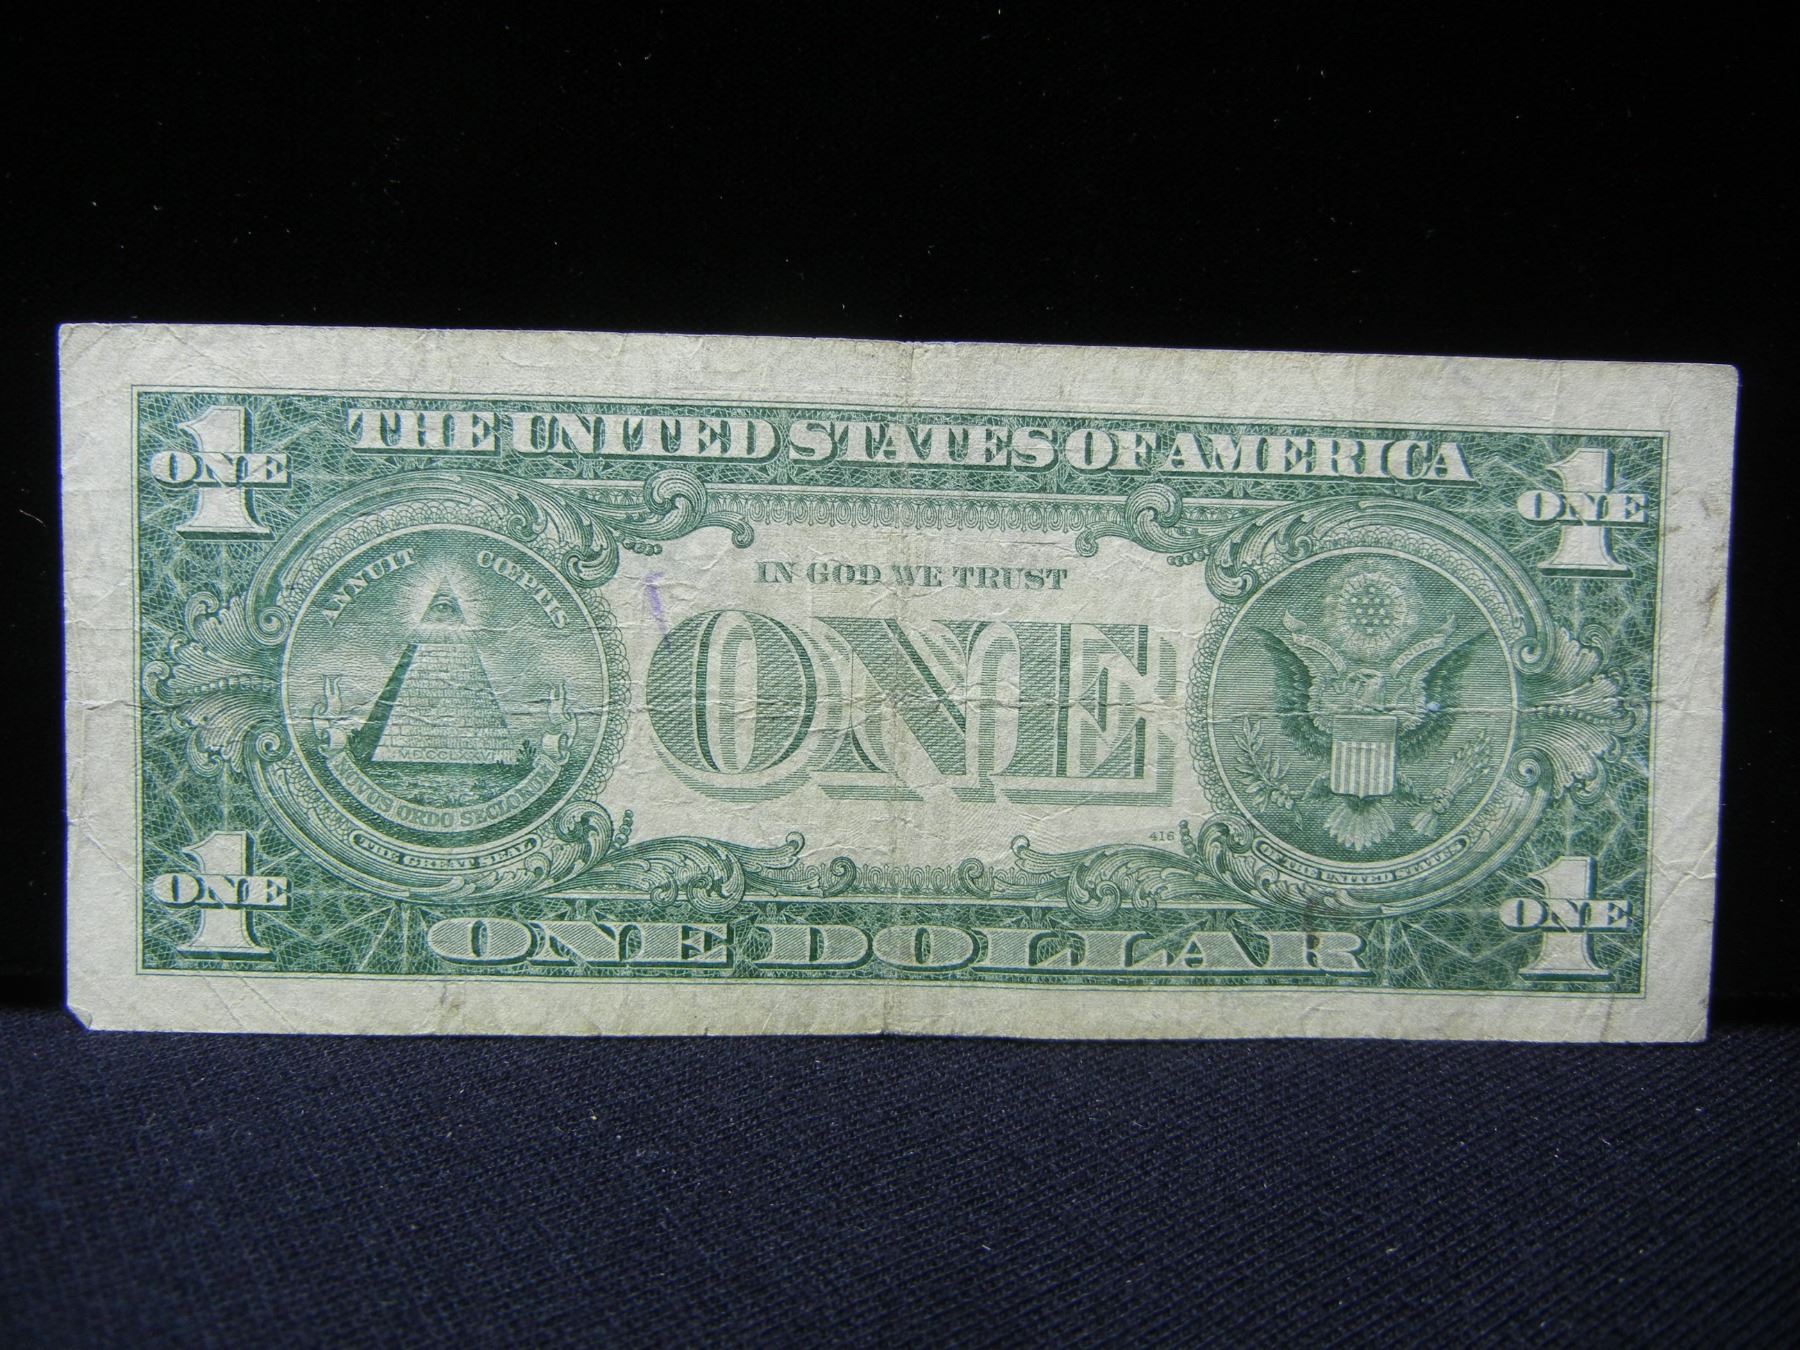 THE UNITED STATES OF AMERICA
1 ONE
1 ONE
ANNUIT CŒPTIS
IN GOD WE TRUST
ONE
NOVUS ORDO SECLORUM
416
THE GREAT SEAL
OF THE UNITED STATES
1 ONE
1 ONE
ONE DOLLAR